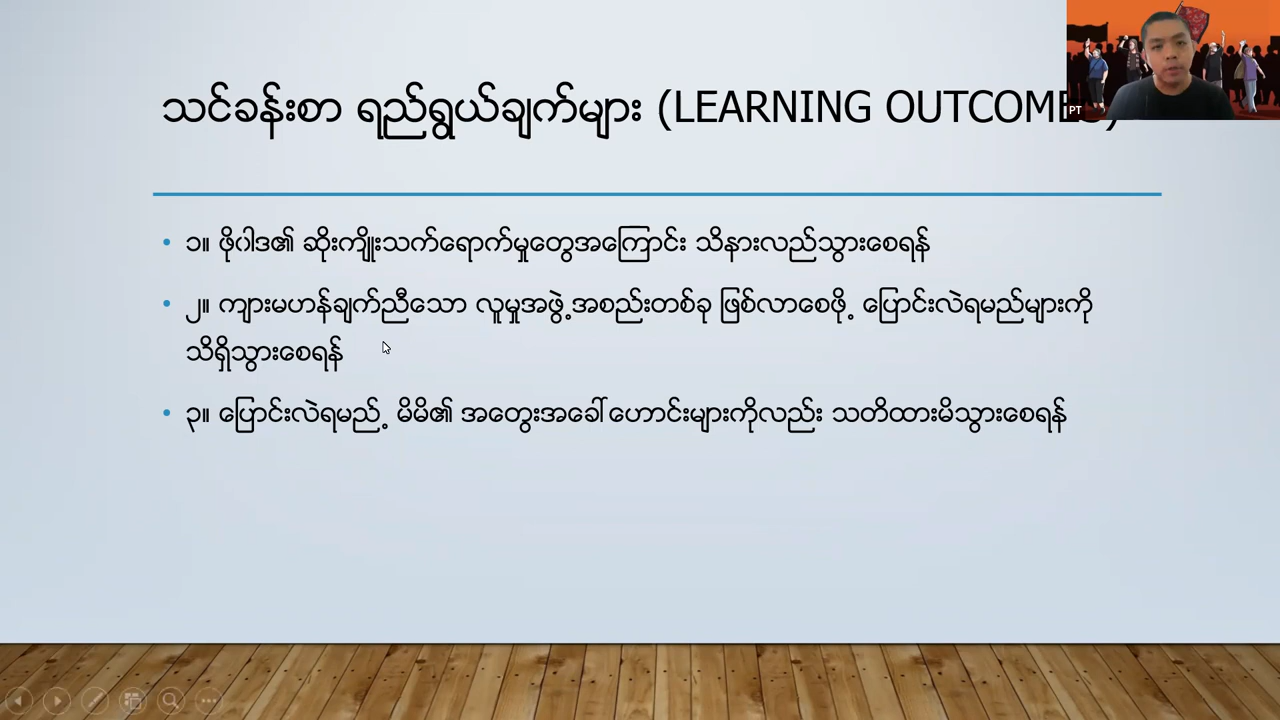 သင်ခန်းစာ ရည်ရွယ်ချက်များ (LEARNING OUTCOMES)
• ၁။ ဖိုဝါဒ၏ ဆိုးကျိုးသက်ရောက်မှုတွေအကြောင်း သိနားလည်သွားစေရန်
• ၂။ ကျားမဟန်ချက်ညီသော လူမှုအဖွဲ့အစည်းတစ်ခု ဖြစ်လာစေဖို့ ပြောင်းလဲရမည်များကို
သိရှိသွားစေရန်
• ၃။ ပြောင်းလဲရမည့် မိမိ၏ အတွေးအခေါ်ဟောင်းများကိုလည်း သတိထားမိသွားစေရန်
PT